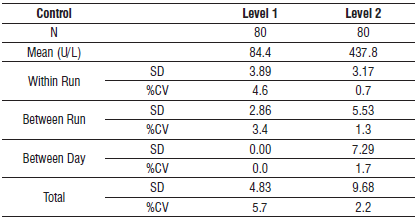 Control Level 1 Level 2
N 80 80
Mean (U/L) 84.4 437.8
Within Run SD 3.89 3.17
%CV 4.6 0.7
Between Run SD 2.86 5.53
%CV 3.4 1.3
Between Day SD 0.00 7.29
%CV 0.0 1.7
Total SD 4.83 9.68
%CV 5.7 2.2